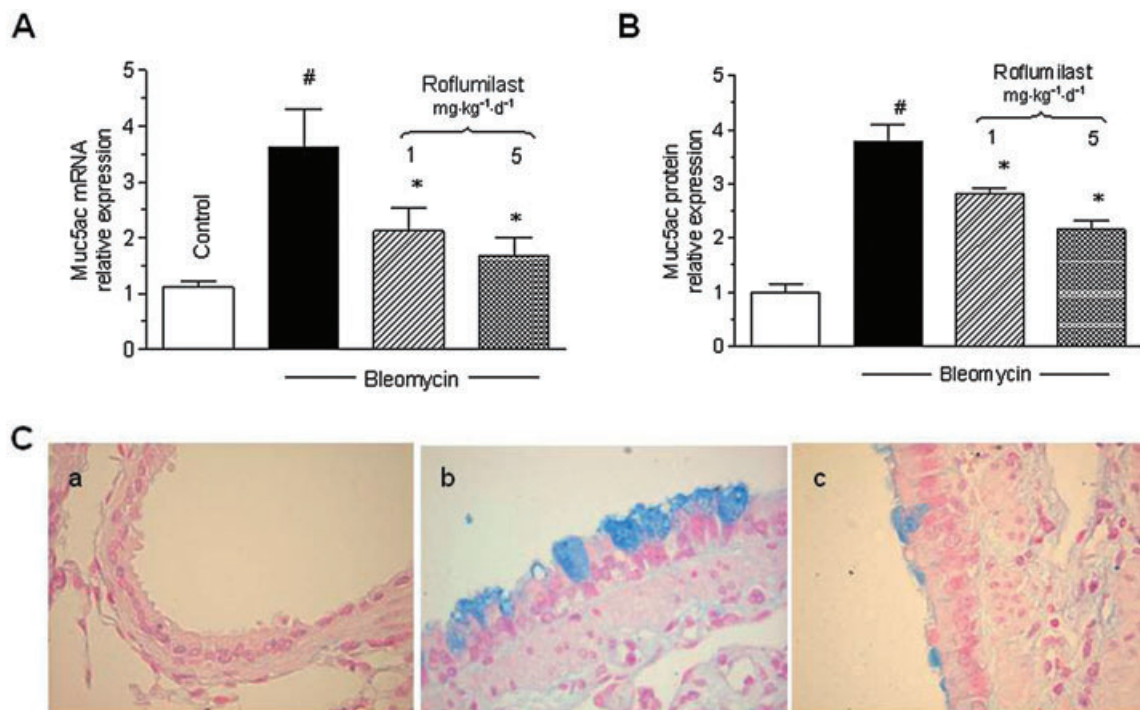 A
Muc5ac mRNA
relative expression
5
4
3
2
1
0
Control
#
Roflumilast
mg·kg⁻¹·d⁻¹
1
5
*
*
Bleomycin
B
Muc5ac protein
relative expression
5
4
3
2
1
0
#
Roflumilast
mg·kg⁻¹·d⁻¹
1
5
*
*
Bleomycin
C
a
b
c